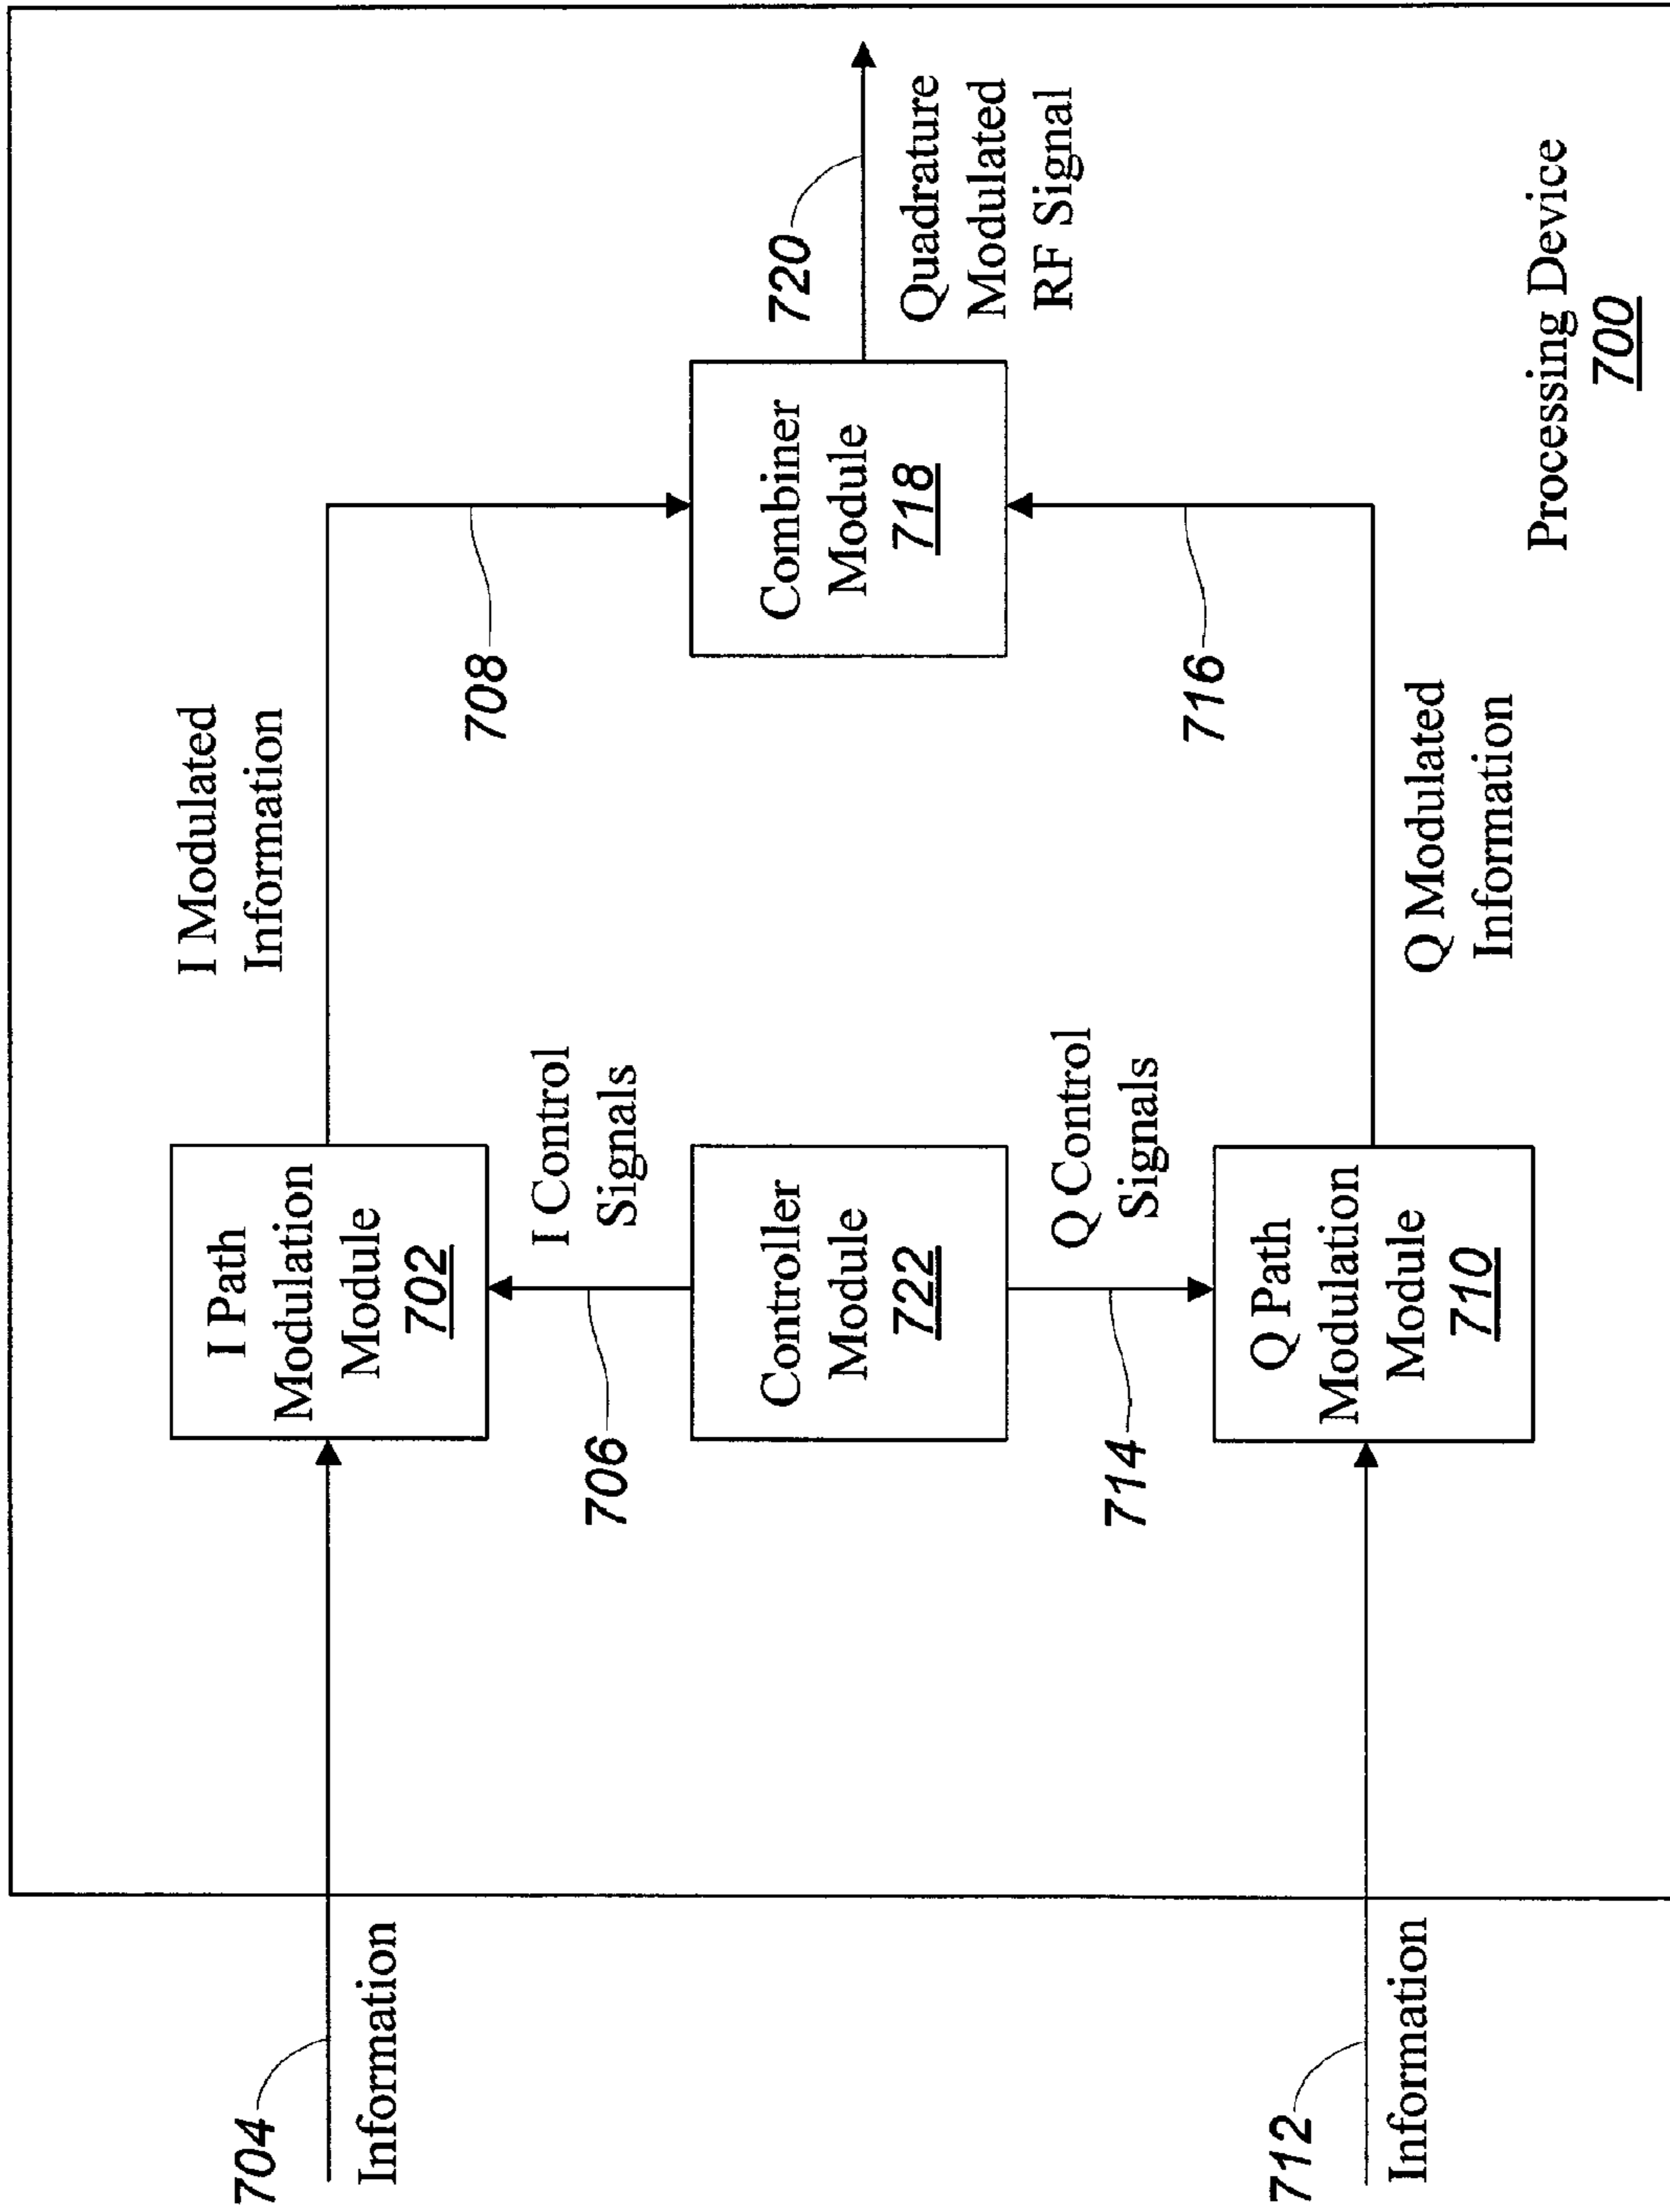 704
Information
I Path
Modulation
Module
702
I Modulated
Information
708
706
I Control
Signals
Controller
Module
722
714
Q Control
Signals
Combiner
Module
718
720
Quadrature
Modulated
RF Signal
716
712
Information
Q Path
Modulation
Module
710
Q Modulated
Information
Processing Device
700